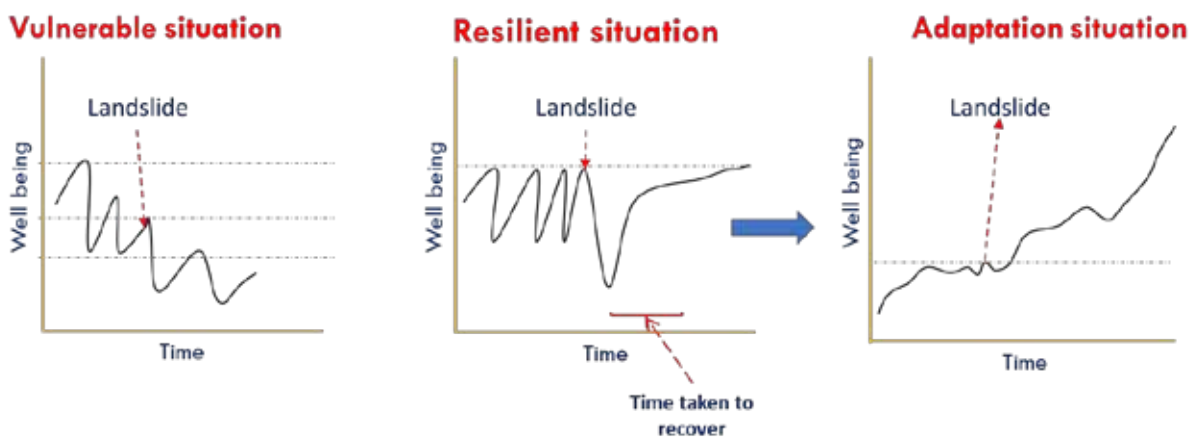 Vulnerable situation
Landslide
Well being
Time
Resilient situation
Landslide
Well being
Time
Time taken to
recover
Adaptation situation
Landslide
Well being
Time